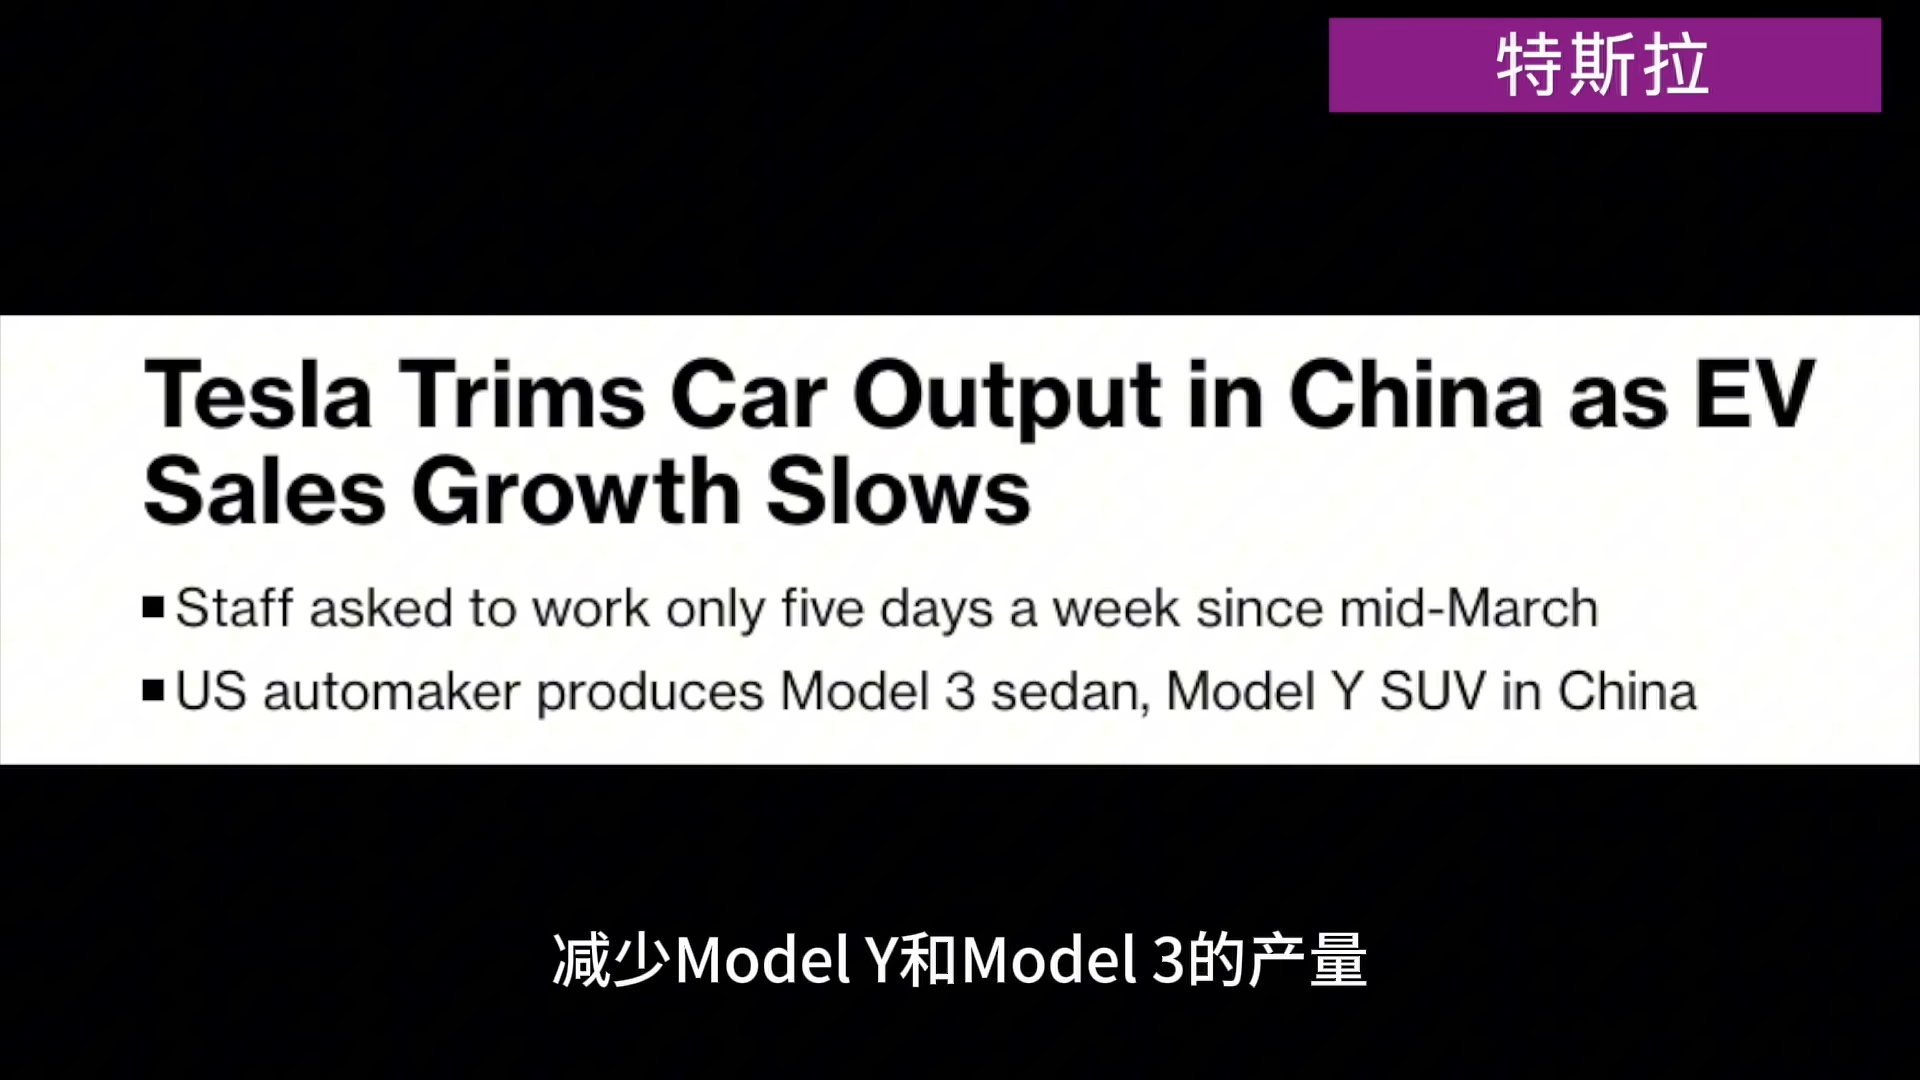 特斯拉
Tesla Trims Car Output in China as EV
Sales Growth Slows
■ Staff asked to work only five days a week since mid-March
■ US automaker produces Model 3 sedan, Model Y SUV in China
减少Model Y和Model 3的产量